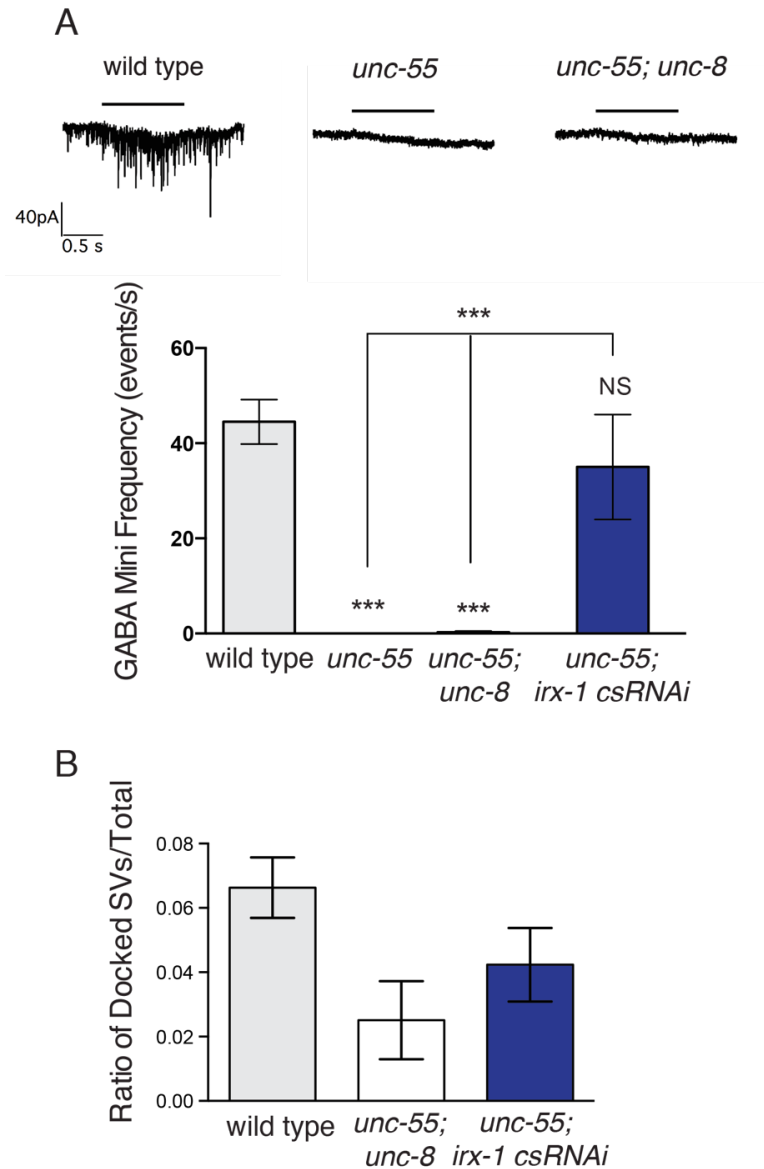 A
wild type
unc-55
unc-55; unc-8
40pA
0.5 s
GABA Mini Frequency (events/s)
60
40
20
0
***
NS
***
***
wild type
unc-55
unc-55;
unc-8
unc-55;
irx-1 csRNAi
B
Ratio of Docked SVs/Total
0.08
0.06
0.04
0.02
0.00
wild type
unc-55;
unc-8
unc-55;
irx-1 csRNAi